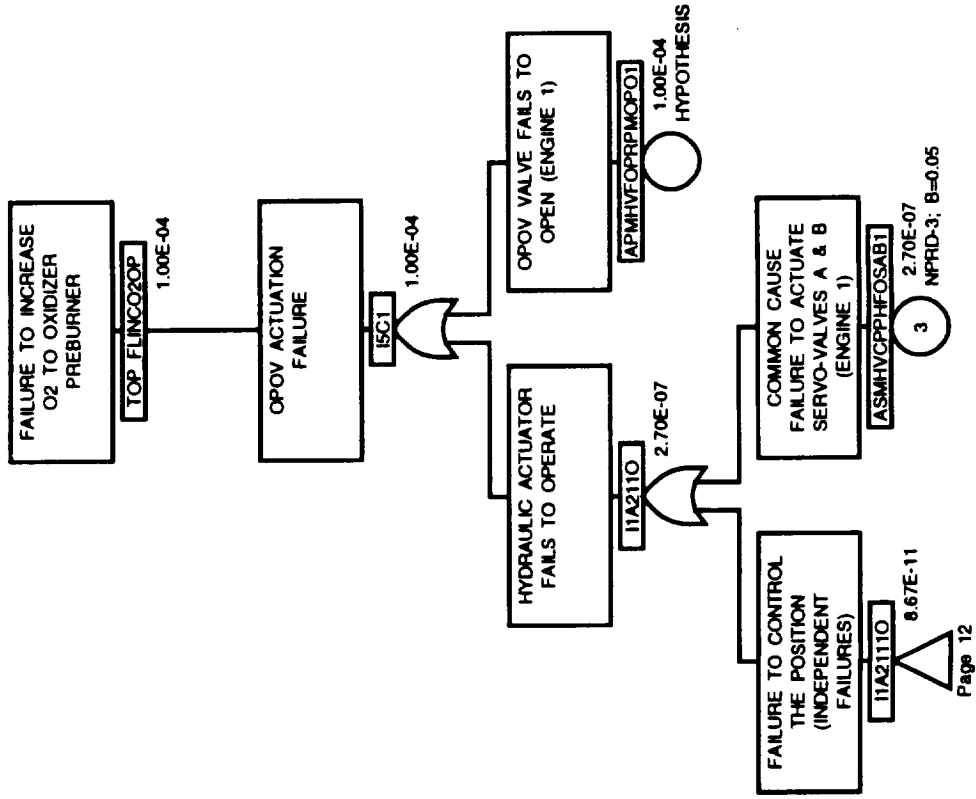 FAILURE TO INCREASE
O2 TO OXIDIZER
PREBURNER
TOP FLINCO2OP
1.00E-04
OPOV ACTUATION
FAILURE
I5C1
1.00E-04
HYDRAULIC ACTUATOR
FAILS TO OPERATE
I1A211O
2.70E-07
OPOV VALVE FAILS TO
OPEN (ENGINE 1)
APMHVFOPRPMOPO1
1.00E-04
HYPOTHESIS
FAILURE TO CONTROL
THE POSITION
(INDEPENDENT
FAILURES)
I1A2111O
8.67E-11
Page 12
COMMON CAUSE
FAILURE TO ACTUATE
SERVO-VALVES A & B
(ENGINE 1)
ASMHVCPPHFOSAB1
2.70E-07
NPRD-3; B=0.05
3